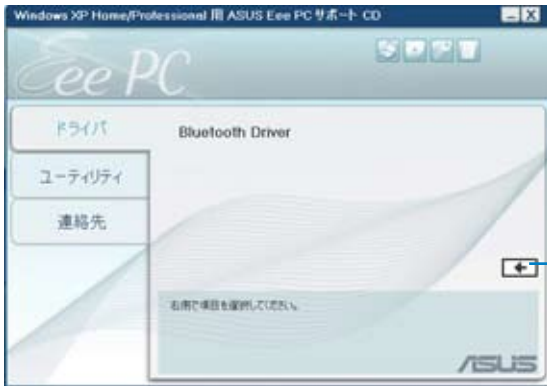 Windows XP Home/Professional 用 ASUS Eee PC サポート CD
Eee PC
ドライバ
Bluetooth Driver
ユーティリティ
連絡先
右側で項目を選択してください。
ASUS